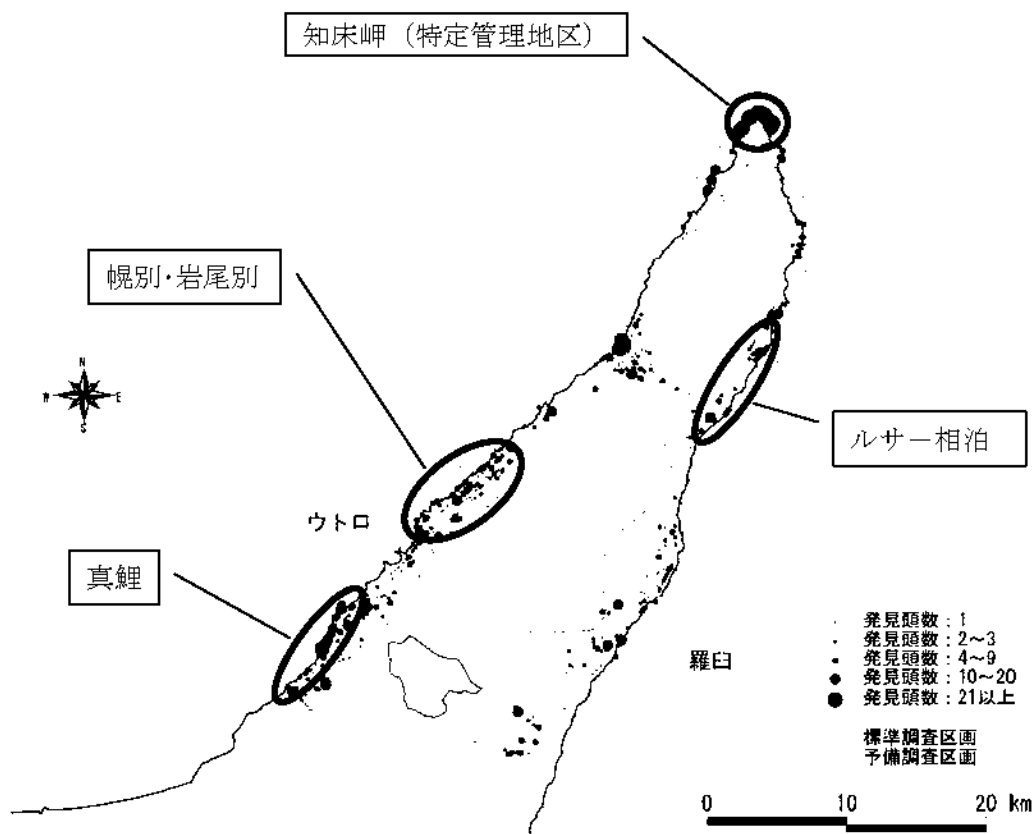 知床岬（特定管理地区）
幌別・岩尾別
N
W
E
S
ルサー相泊
ウトロ
真鯉
羅臼
発見頭数：1
発見頭数：2～3
発見頭数：4～9
発見頭数：10～20
発見頭数：21以上
標準調査区画
予備調査区画
0 10 20 km